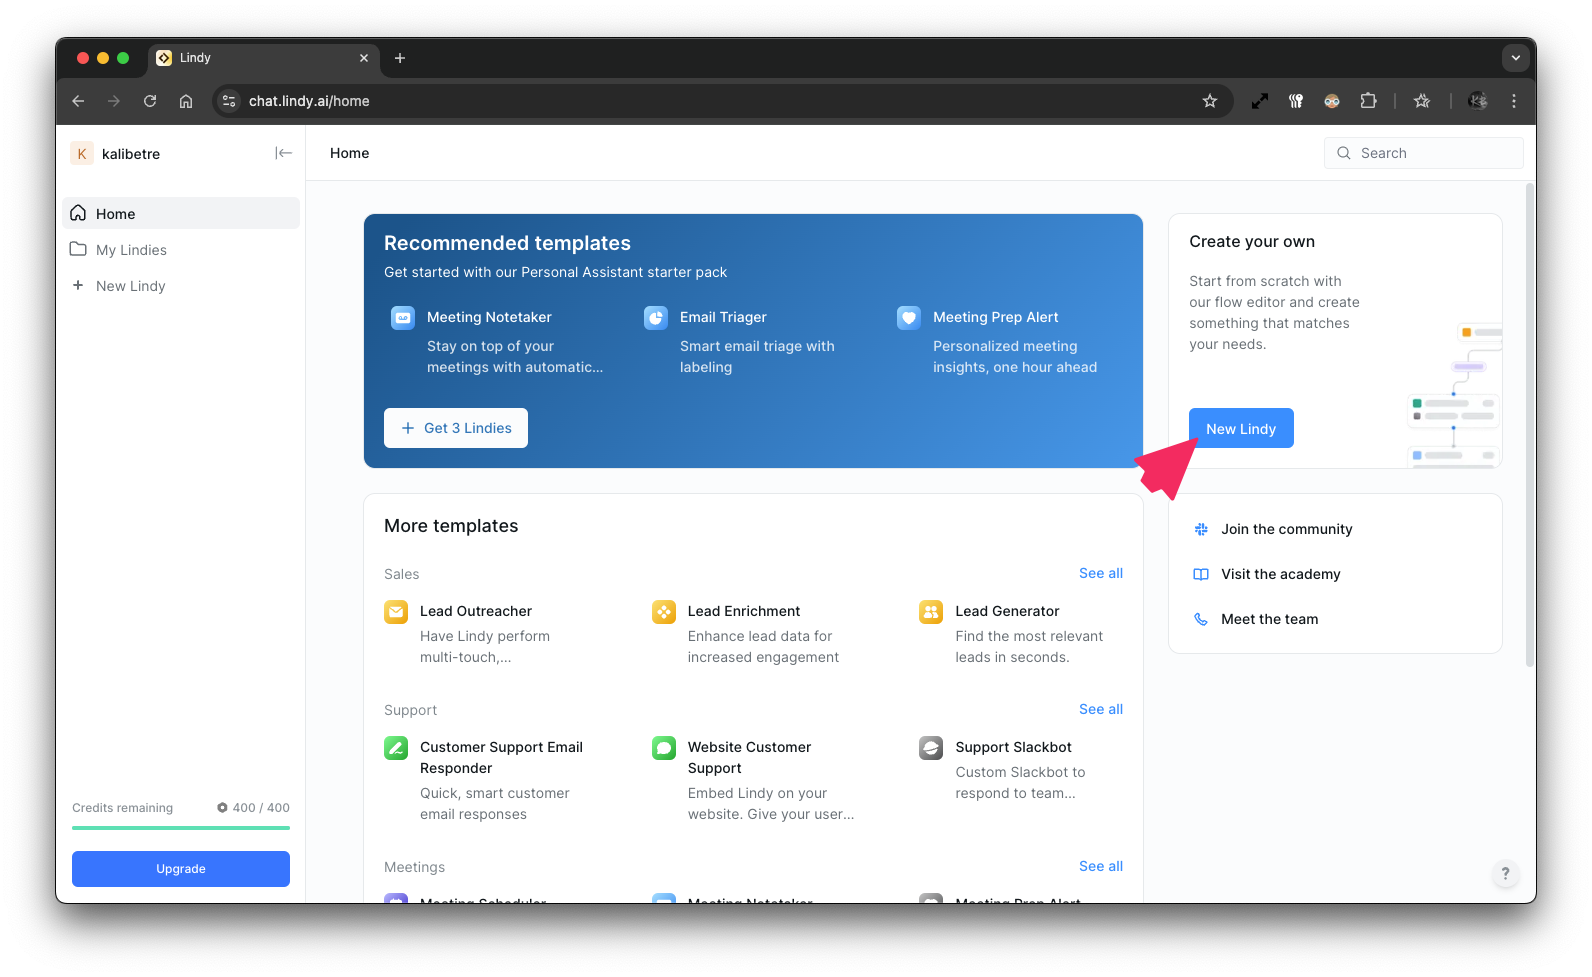 Lindy
chat.lindy.ai/home
K kalibetre
Home
Search
Home
My Lindies
New Lindy
Recommended templates
Get started with our Personal Assistant starter pack
Meeting Notetaker
Stay on top of your
meetings with automatic...
Email Triager
Smart email triage with
labeling
Meeting Prep Alert
Personalized meeting
insights, one hour ahead
Get 3 Lindies
Create your own
Start from scratch with
our flow editor and create
something that matches
your needs.
New Lindy
More templates
Sales
See all
Lead Outreacher
Have Lindy perform
multi-touch,...
Lead Enrichment
Enhance lead data for
increased engagement
Lead Generator
Find the most relevant
leads in seconds.
Support
See all
Customer Support Email
Responder
Quick, smart customer
email responses
Website Customer
Support
Embed Lindy on your
website. Give your user...
Support Slackbot
Custom Slackbot to
respond to team...
Meetings
See all
Meeting Scheduler
Meeting Notetaker
Meeting Prep Alert
Join the community
Visit the academy
Meet the team
Credits remaining
400 / 400
Upgrade
?